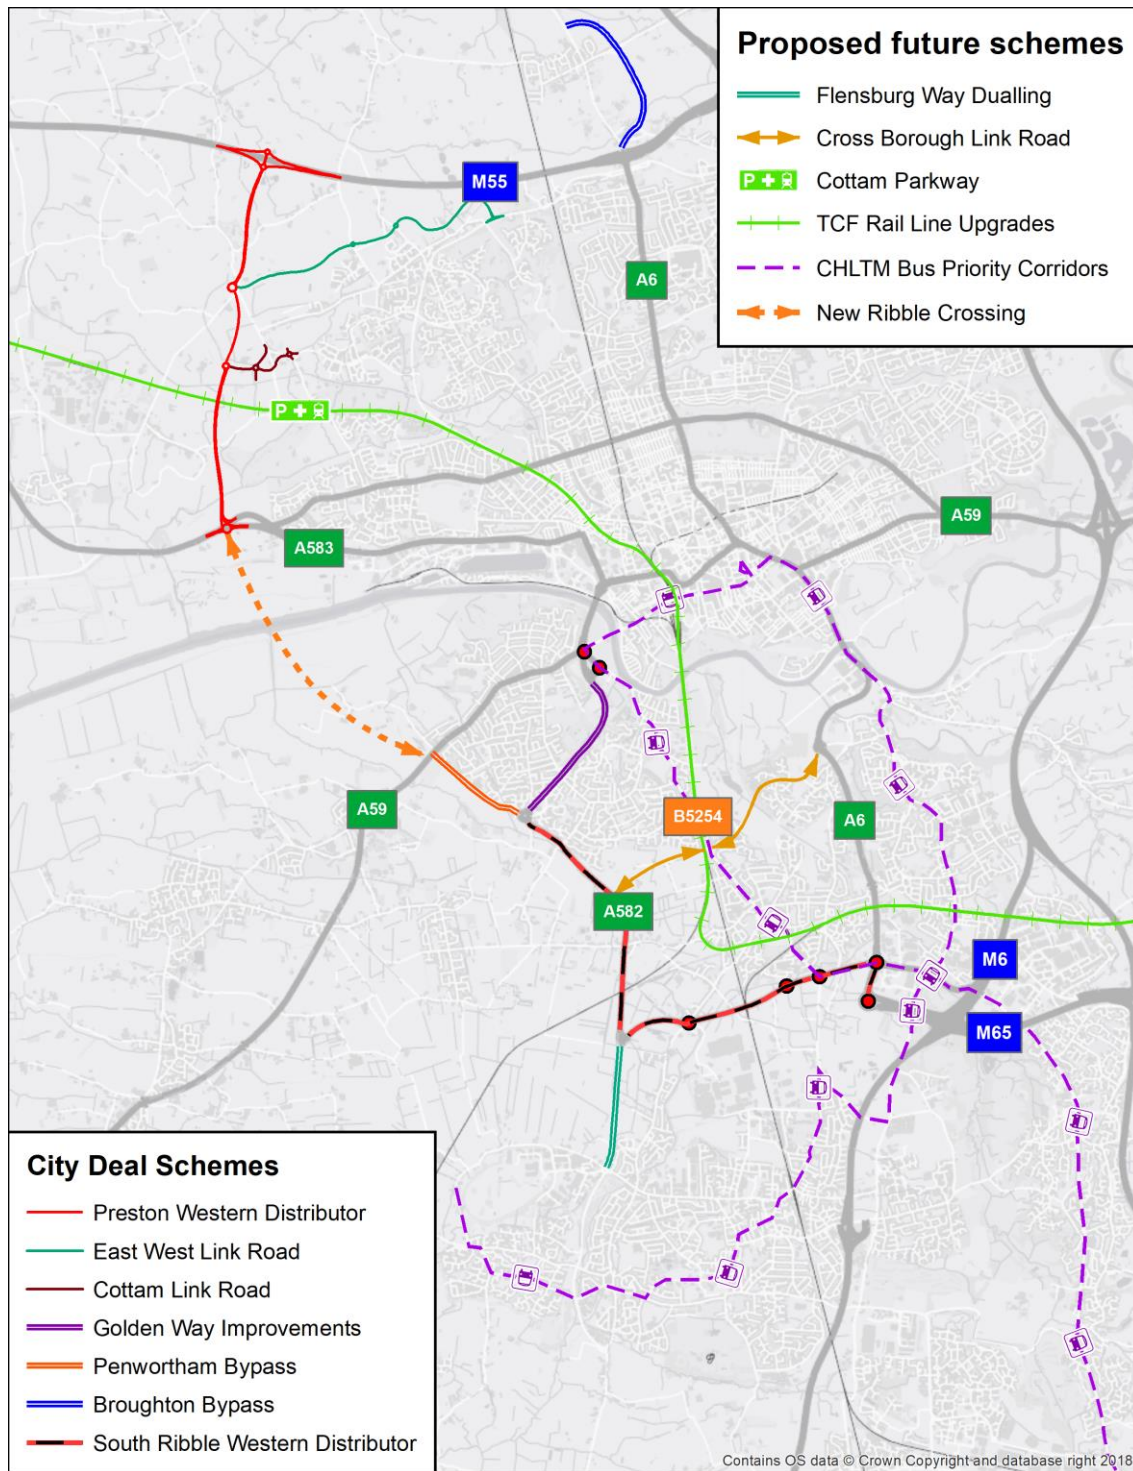 Proposed future schemes
Flensburg Way Dualling
Cross Borough Link Road
P + Cottam Parkway
TCF Rail Line Upgrades
CHLTM Bus Priority Corridors
New Ribble Crossing
M55
A6
P +
A59
A583
B5254
A59
A6
A582
M6
M65
City Deal Schemes
Preston Western Distributor
East West Link Road
Cottam Link Road
Golden Way Improvements
Penwortham Bypass
Broughton Bypass
South Ribble Western Distributor
Contains OS data © Crown Copyright and database right 2018